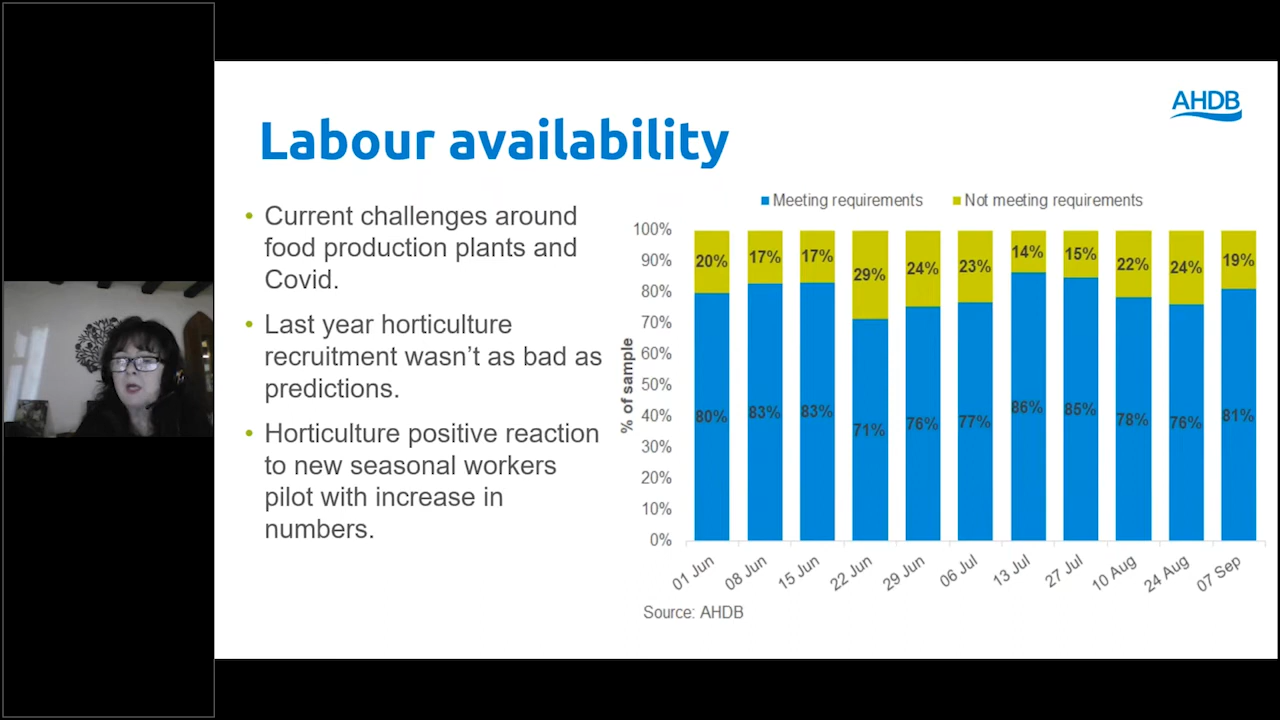 AHDB
Labour availability
• Current challenges around
food production plants and
Covid.
• Last year horticulture
recruitment wasn't as bad as
predictions.
• Horticulture positive reaction
to new seasonal workers
pilot with increase in
numbers.
Meeting requirements Not meeting requirements
100%
90%
80%
70%
60%
50%
40%
30%
20%
10%
0%
% of sample
20% 17% 17% 29% 24% 23% 14% 15% 22% 24% 19%
80% 83% 83% 71% 76% 77% 86% 85% 78% 76% 81%
01 Jun 08 Jun 15 Jun 22 Jun 29 Jun 06 Jul 13 Jul 27 Jul 10 Aug 24 Aug 07 Sep
Source: AHDB